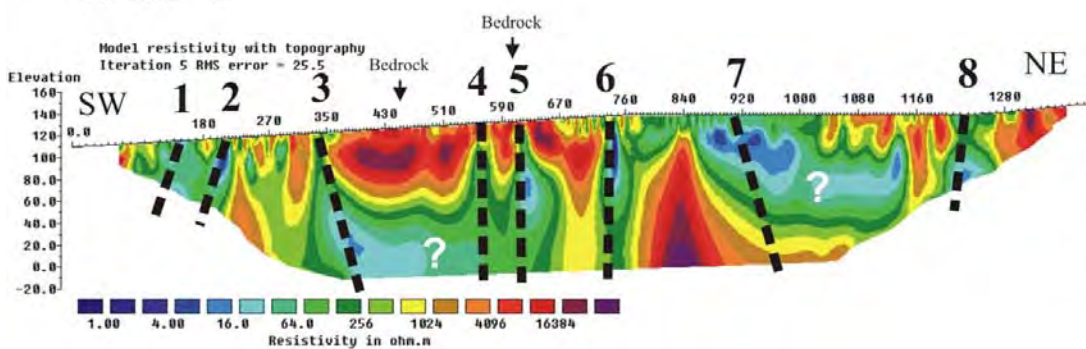 Bedrock
Model resistivity with topography
Iteration 5 RMS error = 25.5
Bedrock
Elevation
SW 1 2 3 4 5 6 7 8 NE
160
140
120
100
80.0
60.0
40.0
20.0
0.0
-20.0
0.0 180 270 350 430 510 590 670 760 840 920 1000 1080 1160 1280
? ?
1.00 4.00 16.0 64.0 256 1024 4096 16384
Resistivity in ohm.m